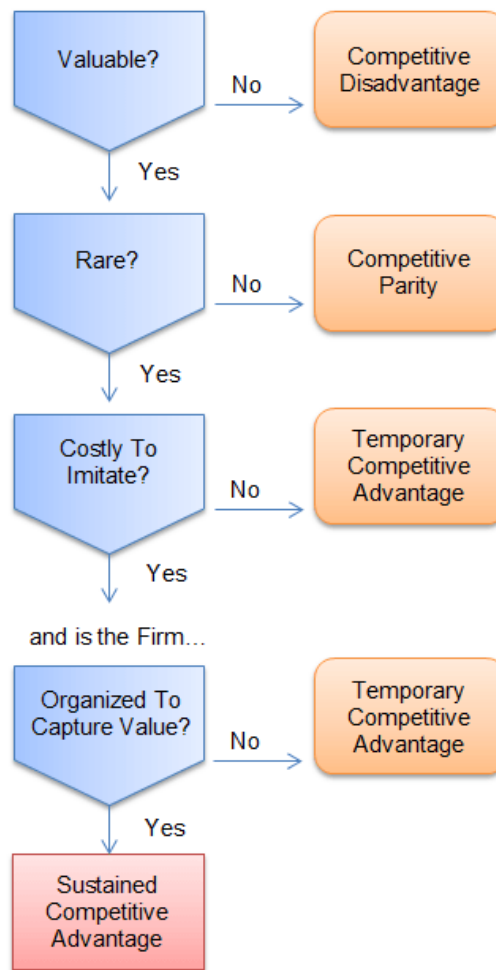 Valuable?
No
Competitive
Disadvantage
Yes
Rare?
No
Competitive
Parity
Yes
Costly To
Imitate?
No
Temporary
Competitive
Advantage
Yes
and is the Firm...
Organized To
Capture Value?
No
Temporary
Competitive
Advantage
Yes
Sustained
Competitive
Advantage